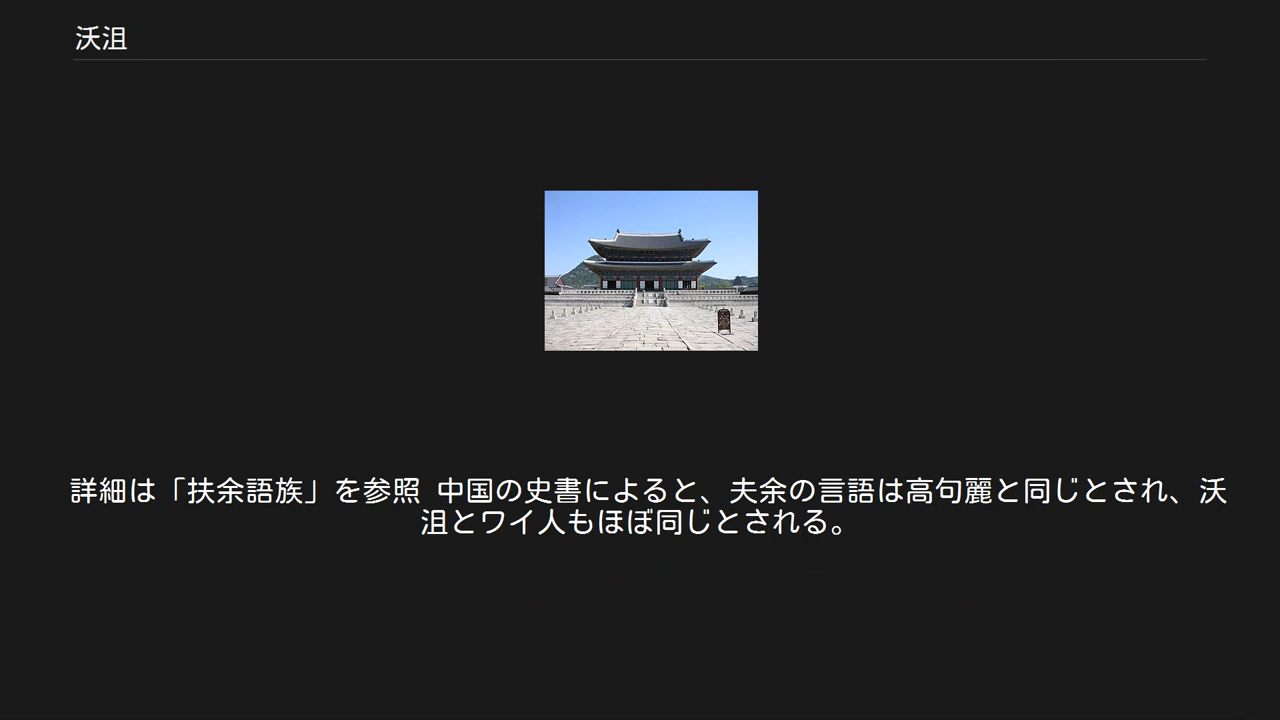 沃沮
詳細は「扶余語族」を参照 中国の史書によると、夫余の言語は高句麗と同じとされ、沃
沮とワイ人もほぼ同じとされる。